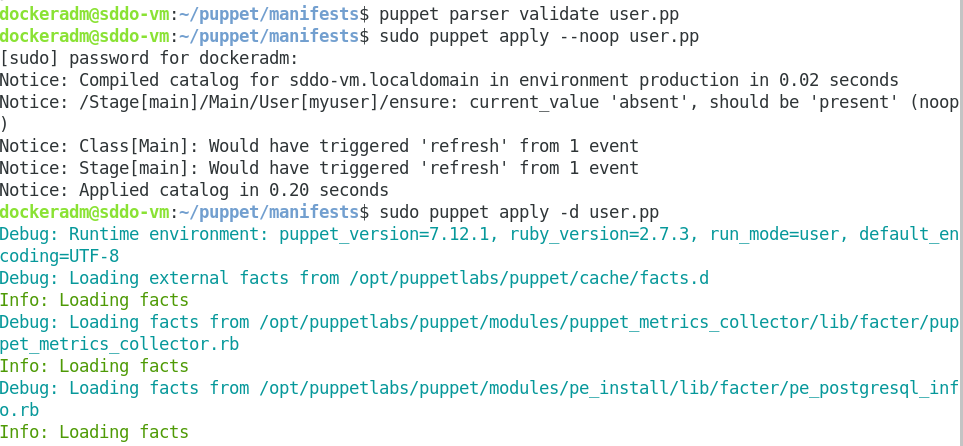 dockeradm@sddo-vm:~/puppet/manifests$ puppet parser validate user.pp
dockeradm@sddo-vm:~/puppet/manifests$ sudo puppet apply --noop user.pp
[sudo] password for dockeradm:
Notice: Compiled catalog for sddo-vm.localdomain in environment production in 0.02 seconds
Notice: /Stage[main]/Main/User[myuser]/ensure: current_value 'absent', should be 'present' (noop
)
Notice: Class[Main]: Would have triggered 'refresh' from 1 event
Notice: Stage[main]: Would have triggered 'refresh' from 1 event
Notice: Applied catalog in 0.20 seconds
dockeradm@sddo-vm:~/puppet/manifests$ sudo puppet apply -d user.pp
Debug: Runtime environment: puppet_version=7.12.1, ruby_version=2.7.3, run_mode=user, default_en
coding=UTF-8
Debug: Loading external facts from /opt/puppetlabs/puppet/cache/facts.d
Info: Loading facts
Debug: Loading facts from /opt/puppetlabs/puppet/modules/puppet_metrics_collector/lib/facter/pup
pet_metrics_collector.rb
Info: Loading facts
Debug: Loading facts from /opt/puppetlabs/puppet/modules/pe_install/lib/facter/pe_postgresql_inf
o.rb
Info: Loading facts